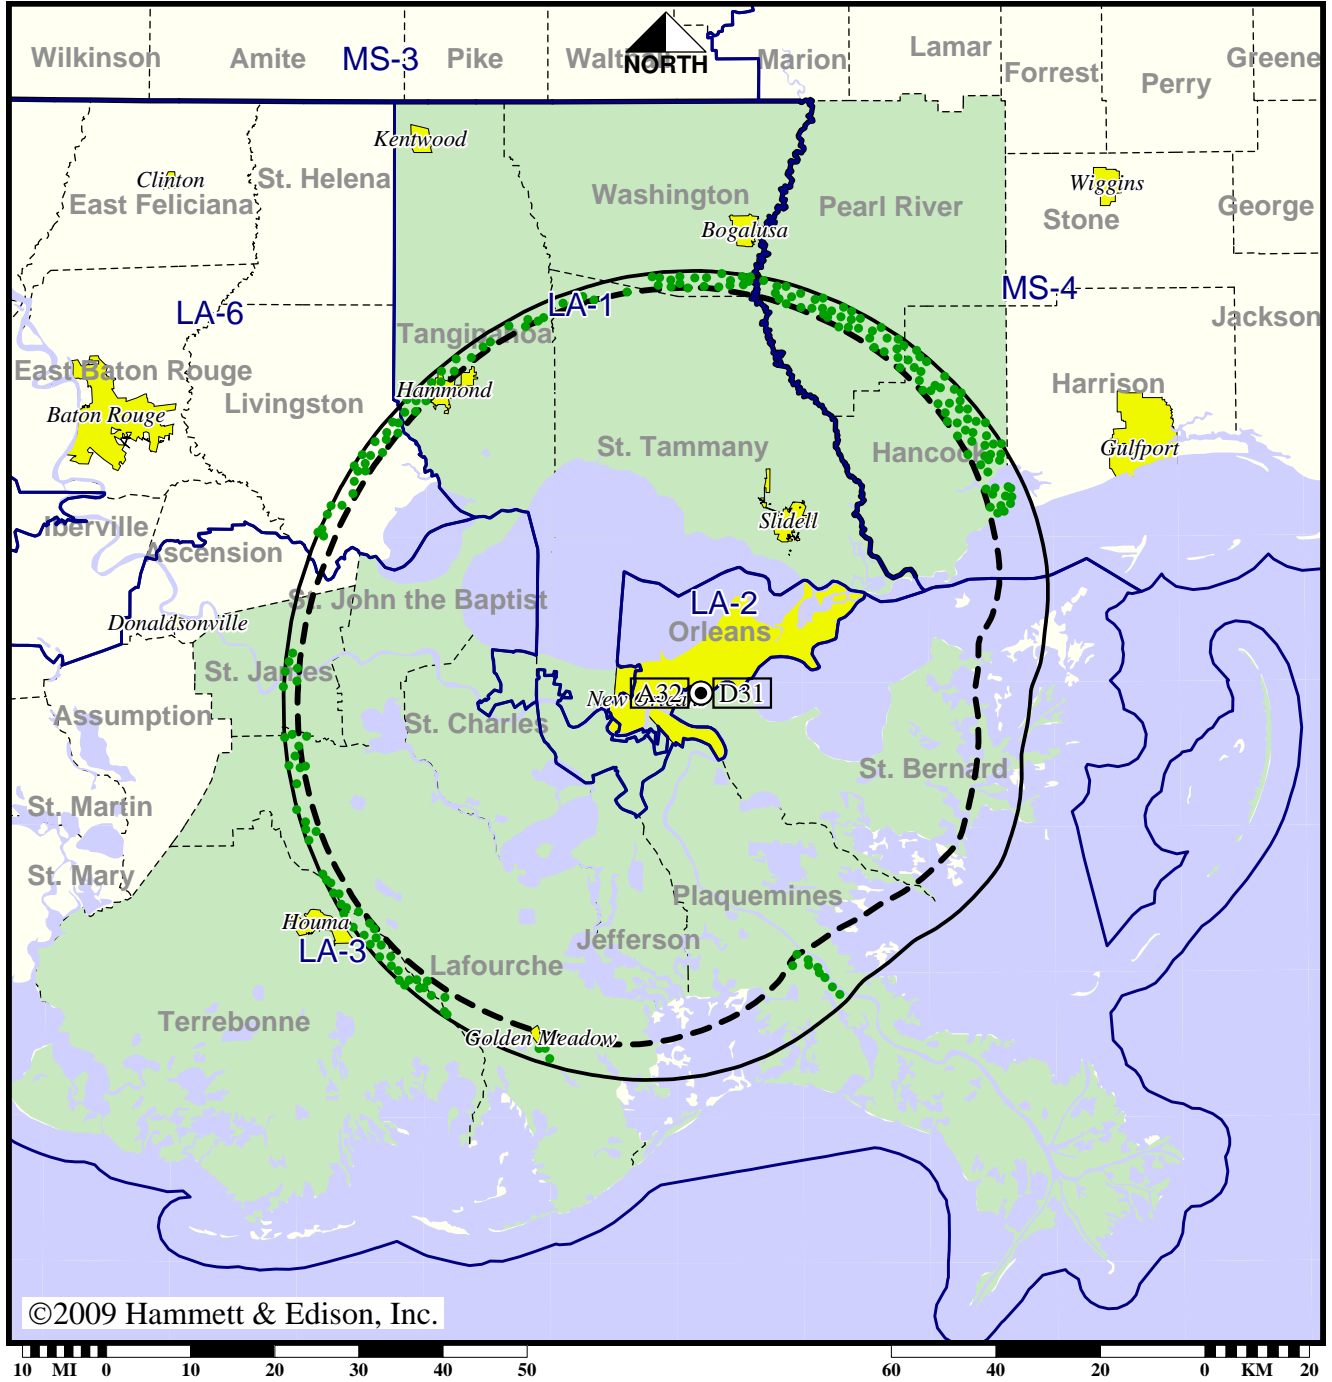 Wilkinson
Amite
MS-3
Pike
Walt
NORTH
Marion
Lamar
Forrest
Perry
Greene
Kentwood
Clinton
St. Helena
East Feliciana
Washington
Bogalusa
Pearl River
Wiggins
Stone
George
LA-6
LA-1
MS-4
Jackson
Tangipahoa
East Baton Rouge
Baton Rouge
Livingston
Hammond
Harrison
Gulfport
St. Tammany
Hancock
Slidell
Iberville
Ascension
St. John the Baptist
Donaldsonville
LA-2
Orleans
St. James
A32
D31
New Orleans
Assumption
St. Charles
St. Bernard
St. Martin
St. Mary
Plaquemines
Houma
LA-3
Jefferson
Lafourche
Terrebonne
Golden Meadow
©2009 Hammett & Edison, Inc.
10 MI 0 10 20 30 40 50
60 40 20 0 KM 20